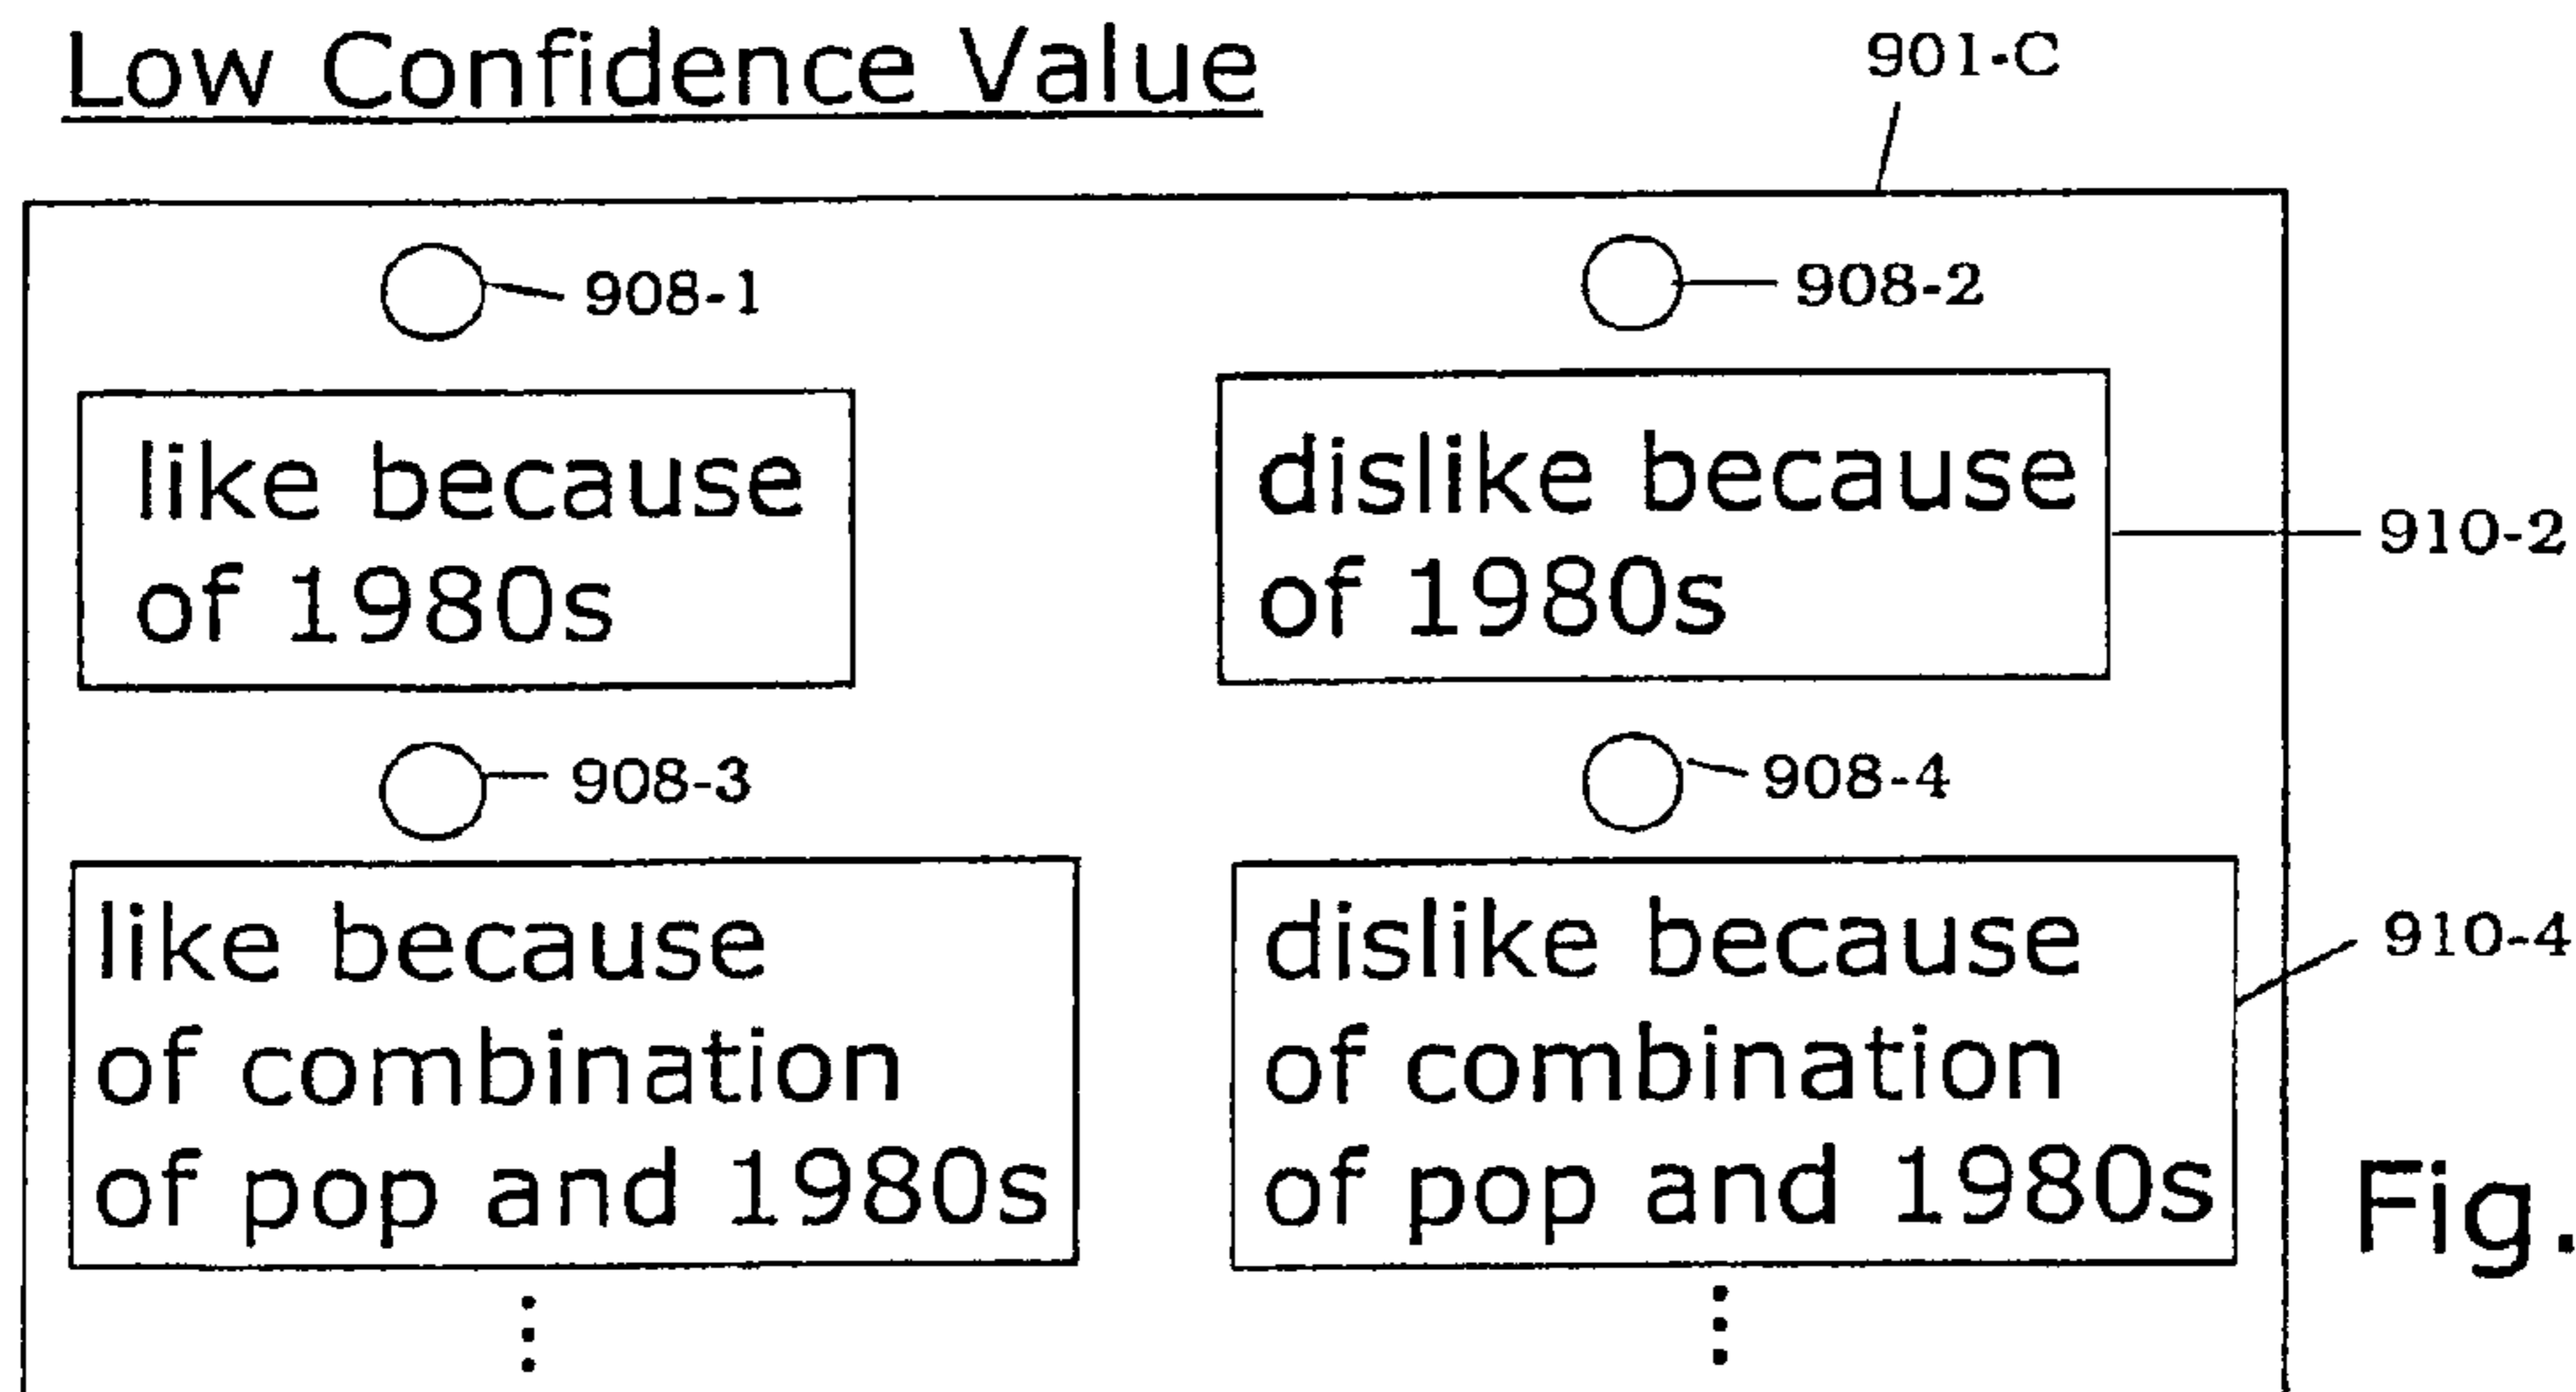 Low Confidence Value
901-C
908-1
908-2
like because
of 1980s
dislike because
of 1980s
910-2
908-3
908-4
like because
of combination
of pop and 1980s
dislike because
of combination
of pop and 1980s
910-4
Fig.